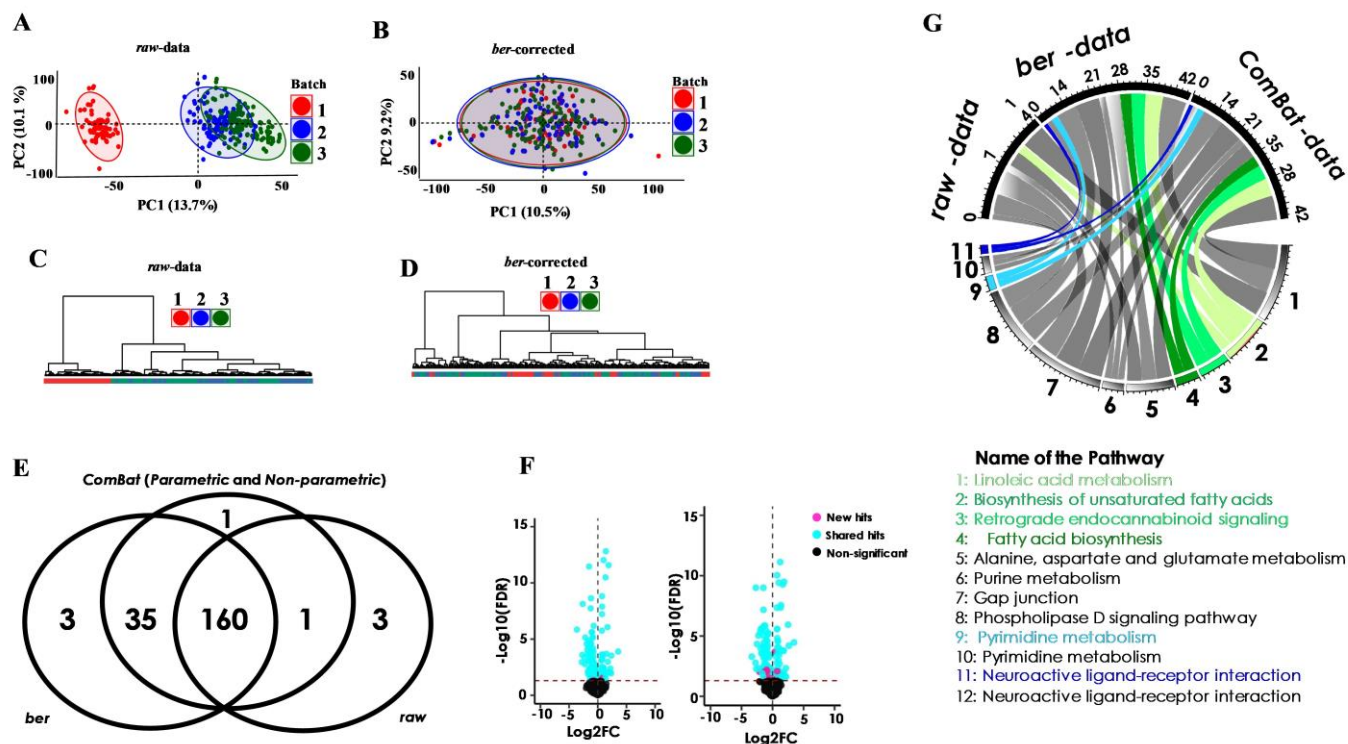 A
raw-data
PC2 (10.1 %)
100
0
-100
-50
0
50
PC1 (13.7%)
Batch
1
2
3
B
ber-corrected
PC2 9.2%)
50
0
-50
-100
-50
0
50
100
PC1 (10.5%)
Batch
1
2
3
C
raw-data
1 2 3
D
ber-corrected
1 2 3
E
ComBat (Parametric and Non-parametric)
1
3 35 160 1 3
ber
raw
F
-Log10(FDR)
15
10
5
0
-10 -5 0 5 10
Log2FC
-Log10(FDR)
15
10
5
0
-10 -5 0 5 10
Log2FC
New hits
Shared hits
Non-significant
G
raw -data
0
7
ber -data
1
14
21
28
35
42
ComBat -data
0
14
21
35
28
42
11
10
9
8
7
6
5
4
3
2
1
Name of the Pathway
1: Linoleic acid metabolism
2: Biosynthesis of unsaturated fatty acids
3: Retrograde endocannabinoid signaling
4: Fatty acid biosynthesis
5: Alanine, aspartate and glutamate metabolism
6: Purine metabolism
7: Gap junction
8: Phospholipase D signaling pathway
9: Pyrimidine metabolism
10: Pyrimidine metabolism
11: Neuroactive ligand-receptor interaction
12: Neuroactive ligand-receptor interaction